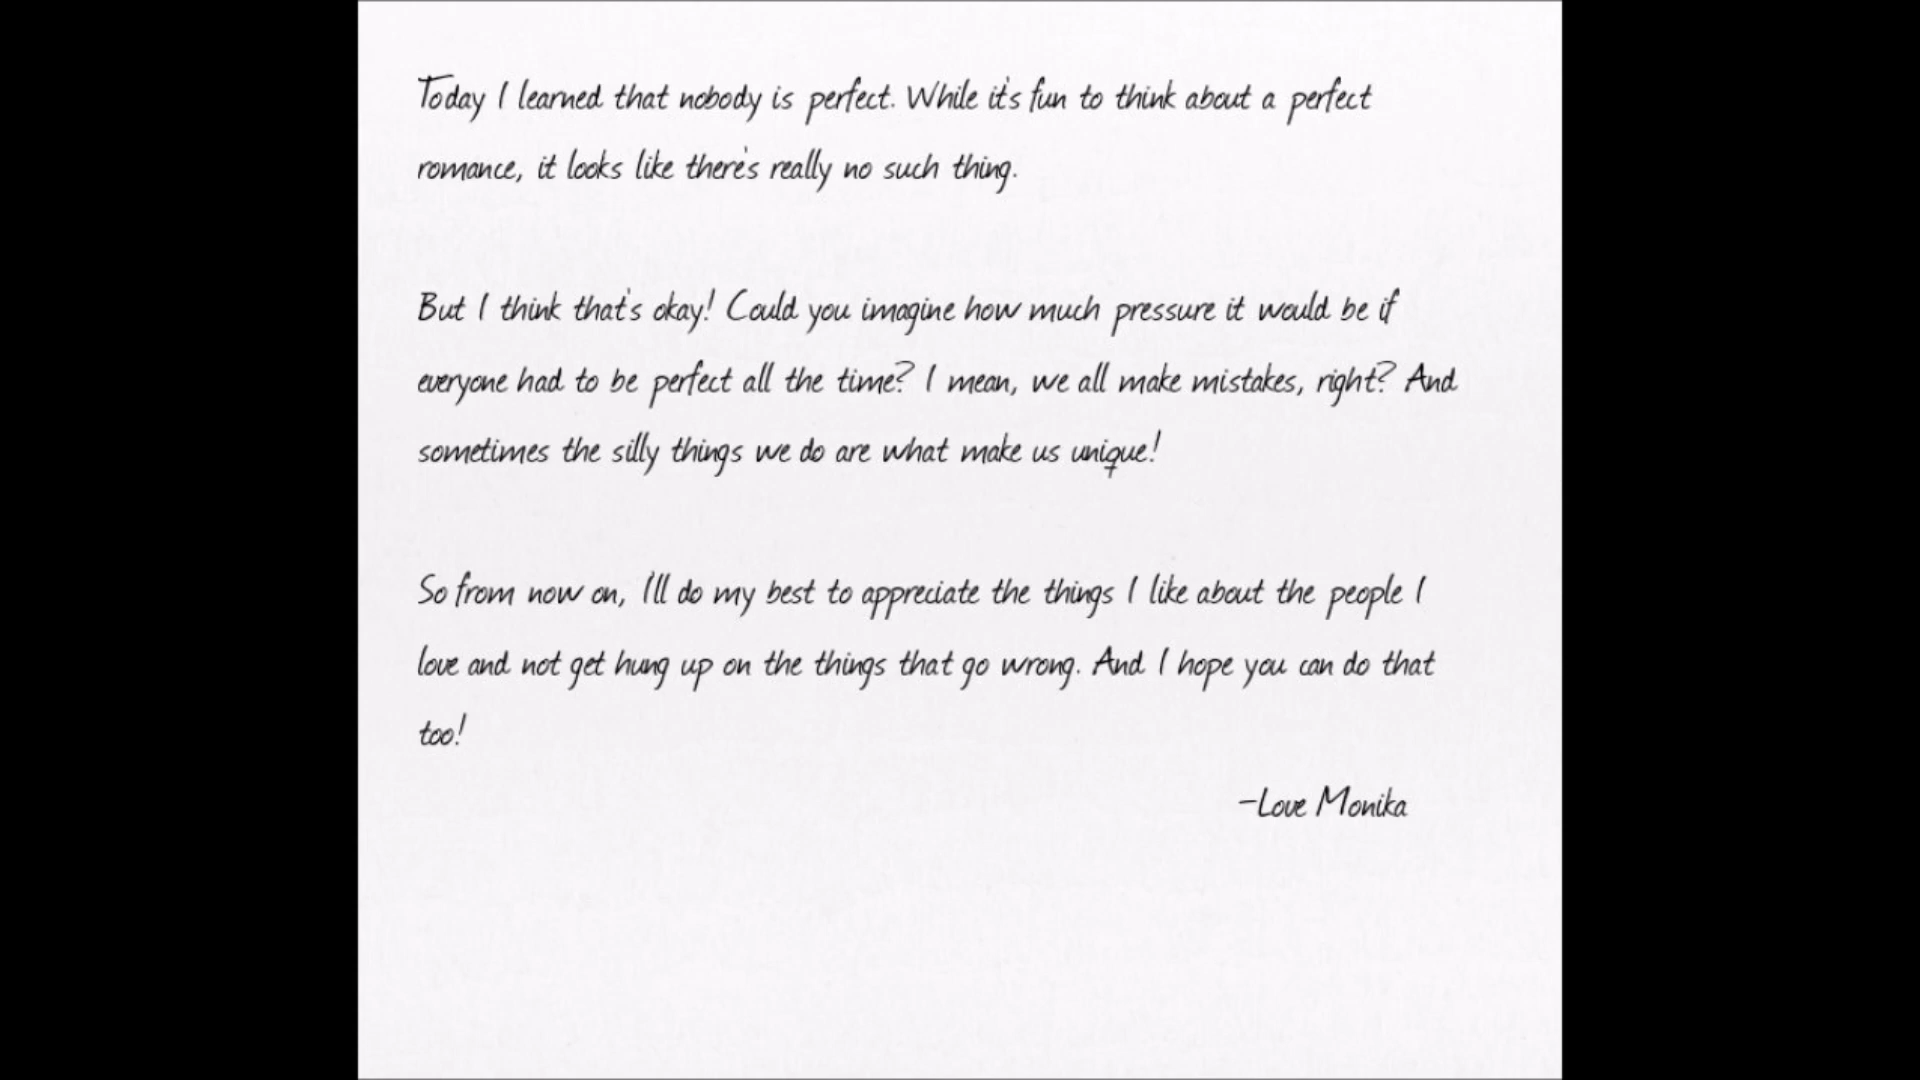 Today I learned that nobody is perfect. While it's fun to think about a perfect
romance, it looks like there's really no such thing.
But I think that's okay! Could you imagine how much pressure it would be if
everyone had to be perfect all the time? I mean, we all make mistakes, right? And
sometimes the silly things we do are what make us unique!
So from now on, I'll do my best to appreciate the things I like about the people I
love and not get hung up on the things that go wrong. And I hope you can do that
too!
-Love Monika